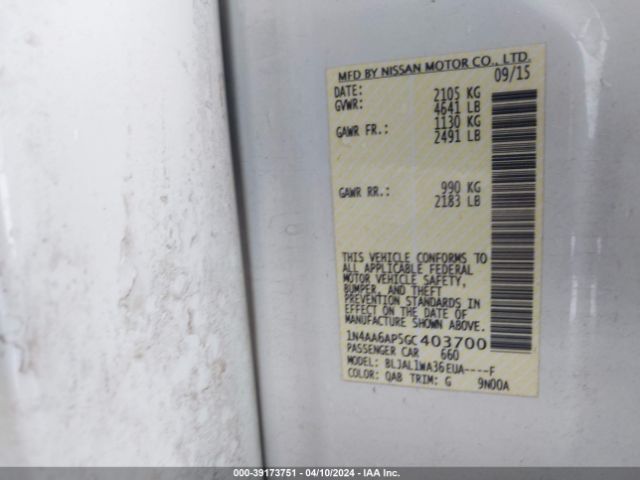 MFD BY NISSAN MOTOR CO., LTD.
DATE: 09/15
GVWR: 2105 KG
4641 LB
GAWR FR.: 1130 KG
2491 LB
GAWR RR.: 990 KG
2183 LB
THIS VEHICLE CONFORMS TO
ALL APPLICABLE FEDERAL
MOTOR VEHICLE SAFETY,
BUMPER, AND THEFT
PREVENTION STANDARDS IN
EFFECT ON THE DATE OF
MANUFACTURE SHOWN ABOVE.
1N4AA6AP5GC403700
PASSENGER CAR 660
MODEL: BLJAL1WA36EUA----F
COLOR: QAB TRIM: G 9N00A
000-39173751 - 04/10/2024 - IAA Inc.